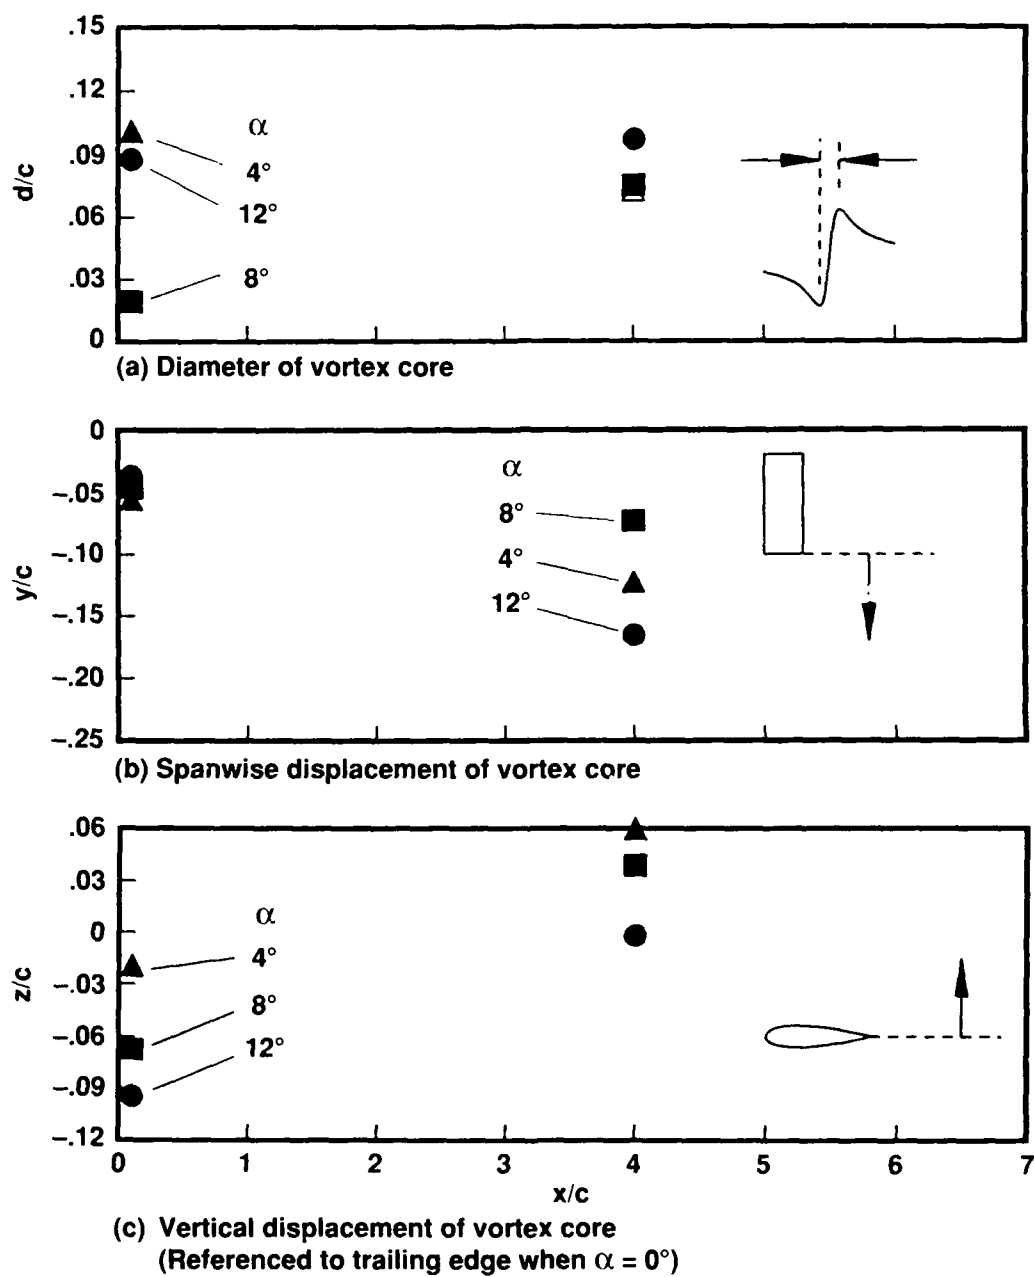 .15
.12
.09
.06
.03
0
d/c
α
4°
12°
8°
(a) Diameter of vortex core
0
–.05
–.10
–.15
–.20
–.25
y/c
α
8°
4°
12°
(b) Spanwise displacement of vortex core
.06
.03
0
–.03
–.06
–.09
–.12
z/c
α
4°
8°
12°
0 1 2 3 4 5 6 7
x/c
(c) Vertical displacement of vortex core
(Referenced to trailing edge when α = 0°)